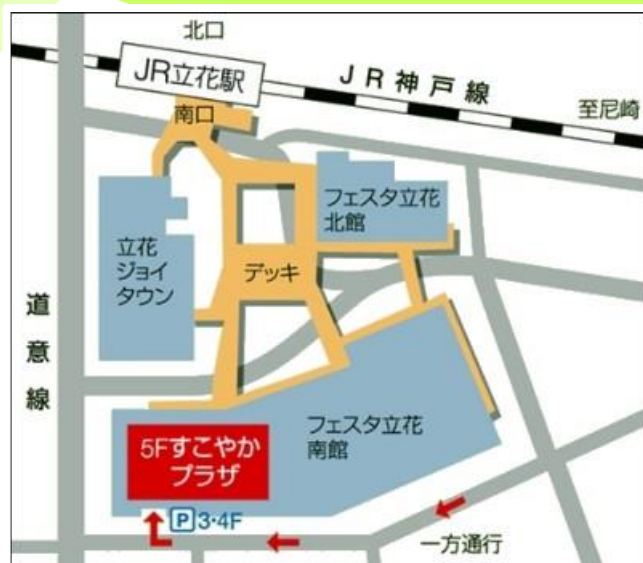 北口
JR立花駅
JR神戸線
南口
至尼崎
フェスタ立花
北館
立花
ジョイ
タウン
デッキ
道意線
フェスタ立花
南館
5Fすこやか
プラザ
P3・4F
一方通行